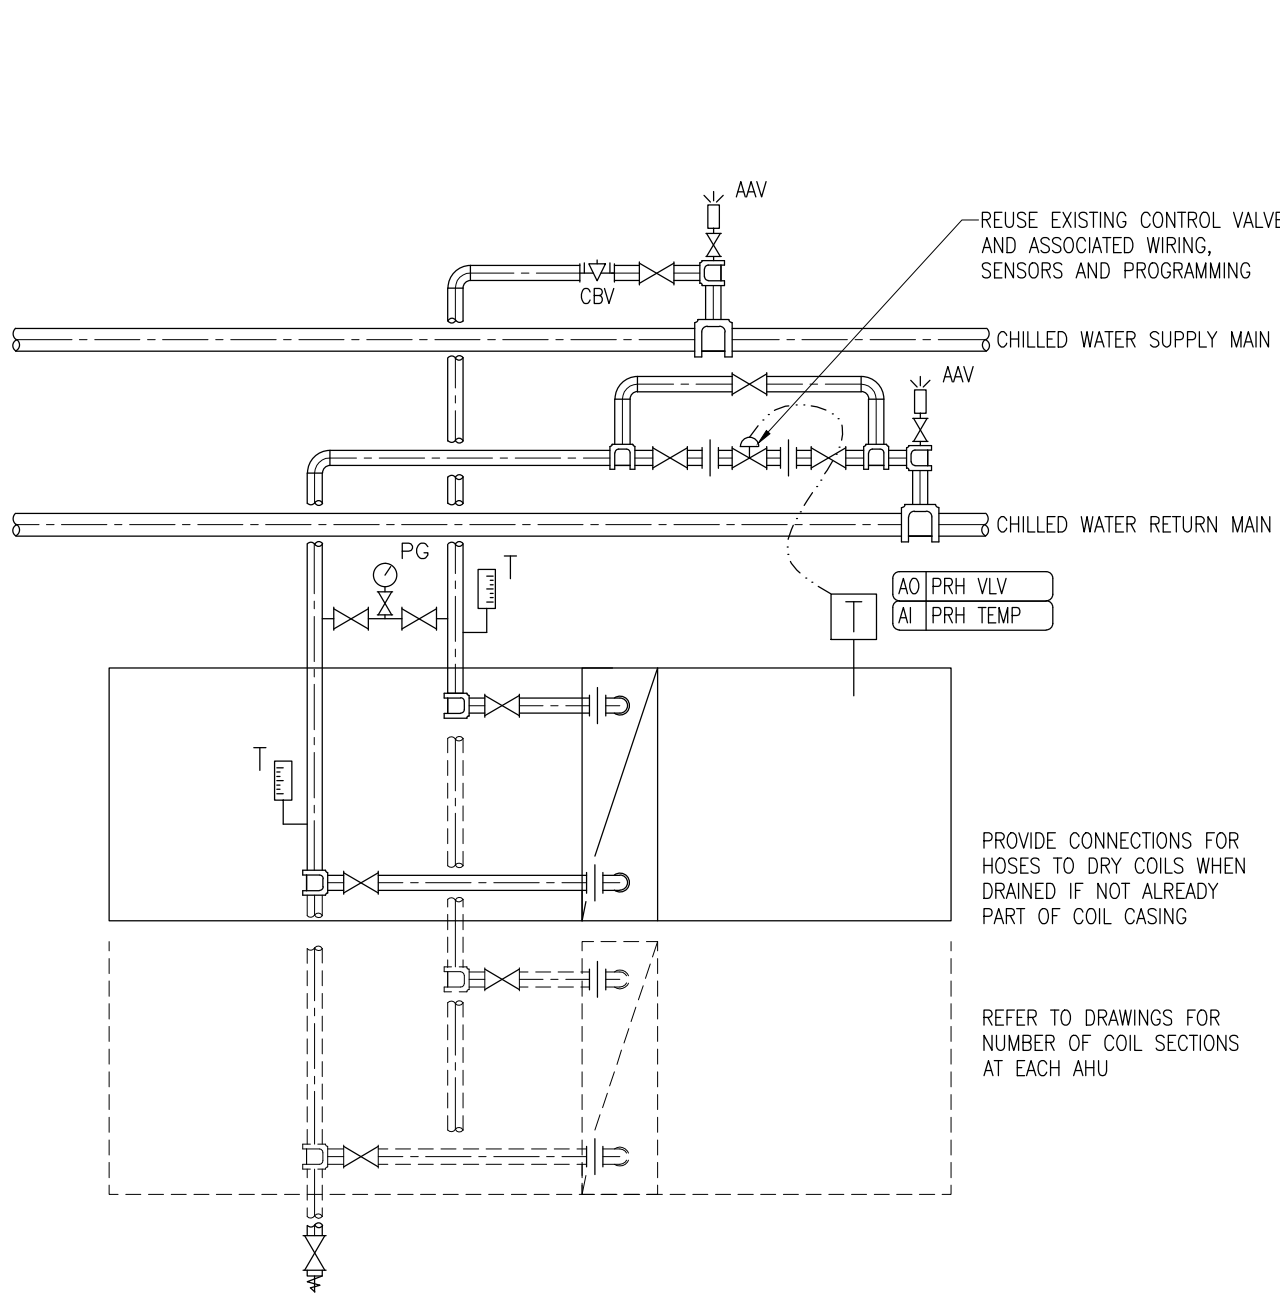 AAV
REUSE EXISTING CONTROL VALVE
AND ASSOCIATED WIRING,
SENSORS AND PROGRAMMING
CBV
CHILLED WATER SUPPLY MAIN
AAV
CHILLED WATER RETURN MAIN
PG
T
AO PRH VLV
AI PRH TEMP
T
T
PROVIDE CONNECTIONS FOR
HOSES TO DRY COILS WHEN
DRAINED IF NOT ALREADY
PART OF COIL CASING
REFER TO DRAWINGS FOR
NUMBER OF COIL SECTIONS
AT EACH AHU